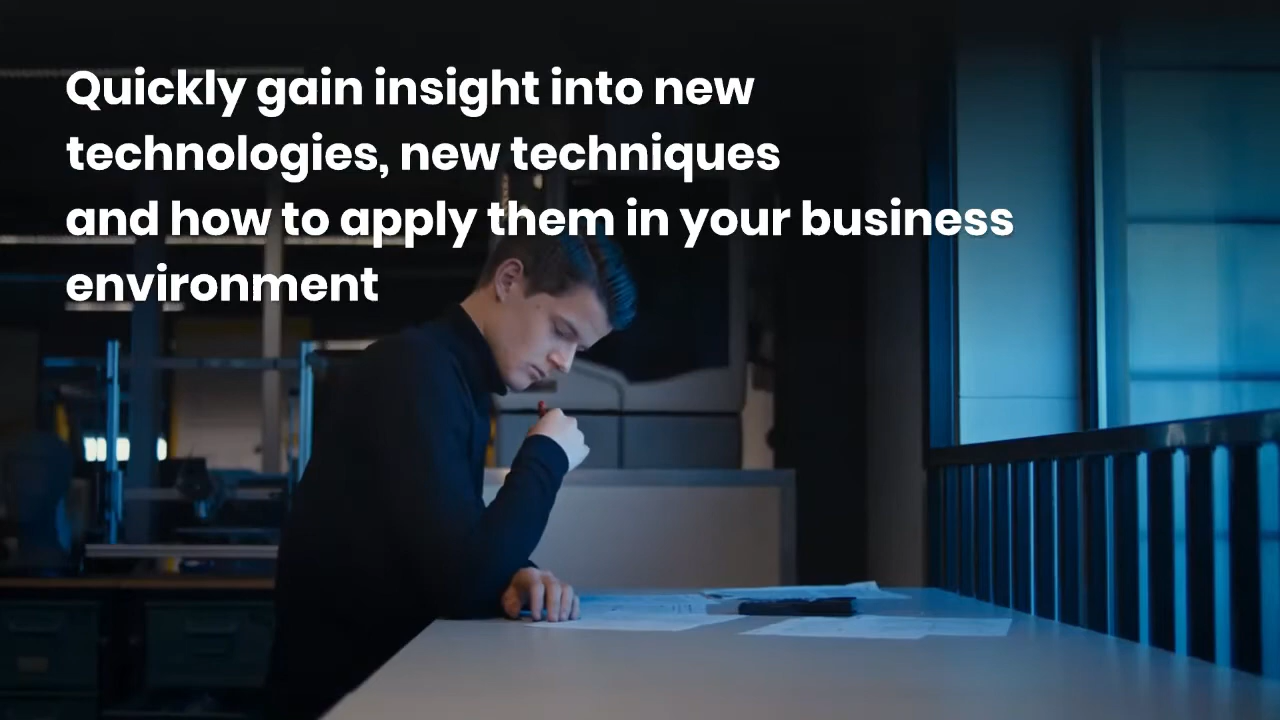 Quickly gain insight into new
technologies, new techniques
and how to apply them in your business
environment